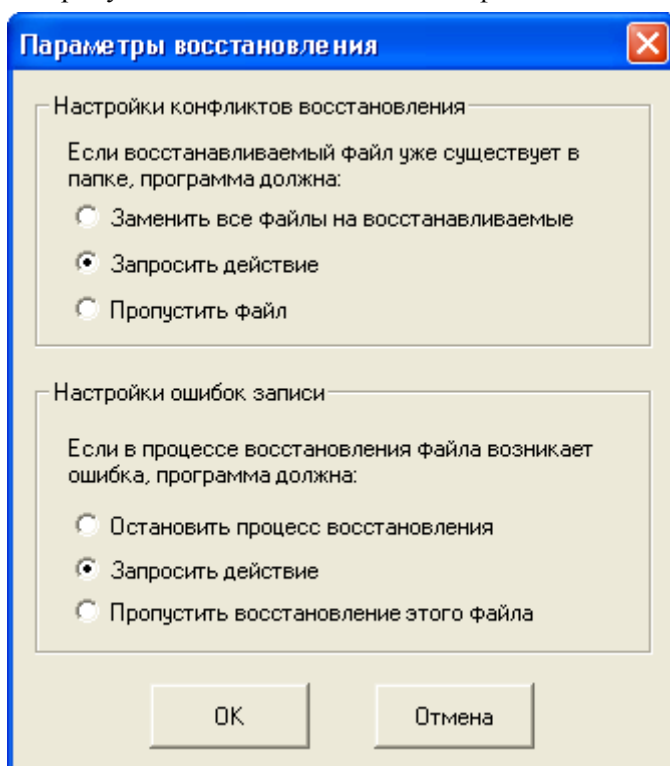 Параметры восстановления
Настройки конфликтов восстановления
Если восстанавливаемый файл уже существует в
папке, программа должна:
Заменить все файлы на восстанавливаемые
Запросить действие
Пропустить файл
Настройки ошибок записи
Если в процессе восстановления файла возникает
ошибка, программа должна:
Остановить процесс восстановления
Запросить действие
Пропустить восстановление этого файла
OK
Отмена